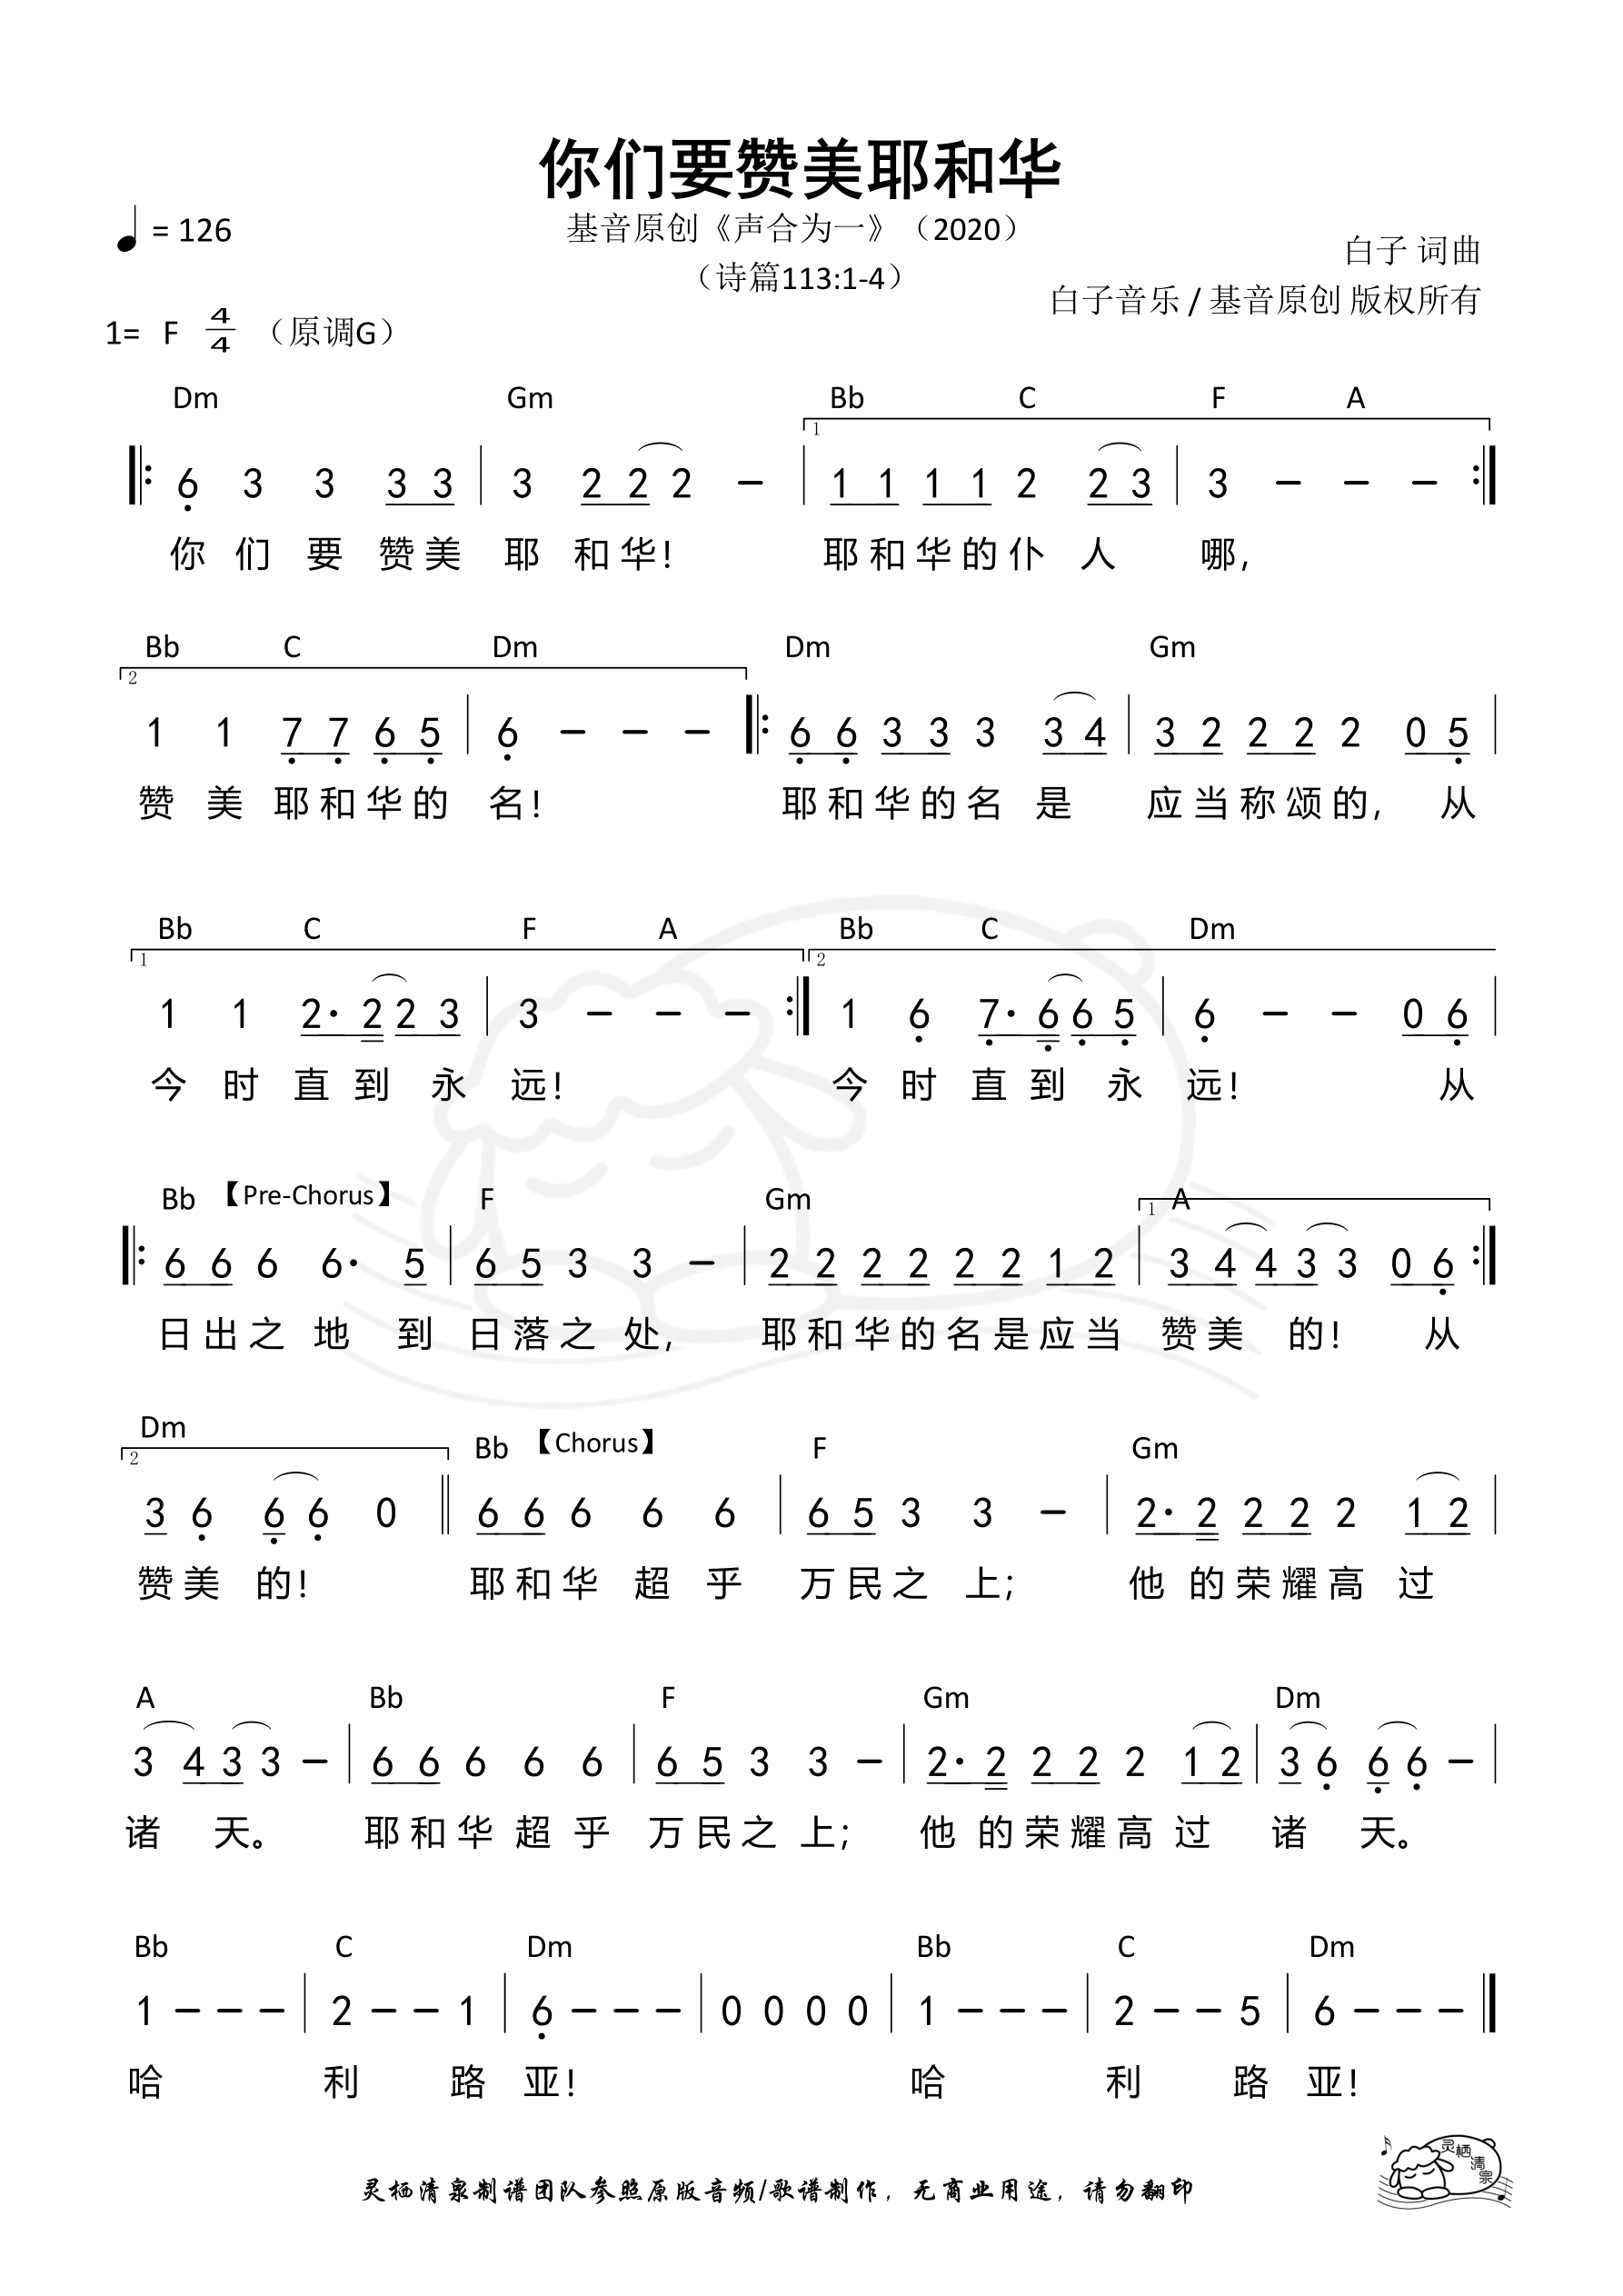 你们要赞美耶和华
= 126
基音原创《声合为一》（2020）
（诗篇113:1-4）
白子 词曲
白子音乐 / 基音原创 版权所有
1= F 4/4 （原调G）
Dm Gm Bb C F A
1
6 3 3 3 3 3 2 2 2 – 1 1 1 1 2 2 3 3 – – –
你 们 要 赞 美 耶 和 华! 耶 和 华 的 仆 人 哪,
Bb C Dm Dm Gm
2
1 1 7 7 6 5 6 – – – 6 6 3 3 3 3 4 3 2 2 2 2 0 5
赞 美 耶 和 华 的 名! 耶 和 华 的 名 是 应 当 称 颂 的, 从
Bb C F A Bb C Dm
1 2
1 1 2· 2 2 3 3 – – – 1 6 7· 6 6 5 6 – – 0 6
今 时 直 到 永 远! 今 时 直 到 永 远! 从
Bb 【Pre-Chorus】 F Gm A
1
6 6 6 6· 5 6 5 3 3 – 2 2 2 2 2 2 1 2 3 4 4 3 3 0 6
日 出 之 地 到 日 落 之 处, 耶 和 华 的 名 是 应 当 赞 美 的! 从
Dm Bb 【Chorus】 F Gm
2
3 6 6 6 0 6 6 6 6 6 6 5 3 3 – 2· 2 2 2 2 1 2
赞 美 的! 耶 和 华 超 乎 万 民 之 上; 他 的 荣 耀 高 过
A Bb F Gm Dm
3 4 3 3 – 6 6 6 6 6 6 5 3 3 – 2· 2 2 2 2 1 2 3 6 6 6 –
诸 天。 耶 和 华 超 乎 万 民 之 上; 他 的 荣 耀 高 过 诸 天。
Bb C Dm Bb C Dm
1 – – – 2 – – 1 6 – – – 0 0 0 0 1 – – – 2 – – 5 6 – – –
哈 利 路 亚! 哈 利 路 亚!
灵栖清泉制谱团队参照原版音频/歌谱制作，无商业用途，请勿翻印
灵栖清泉